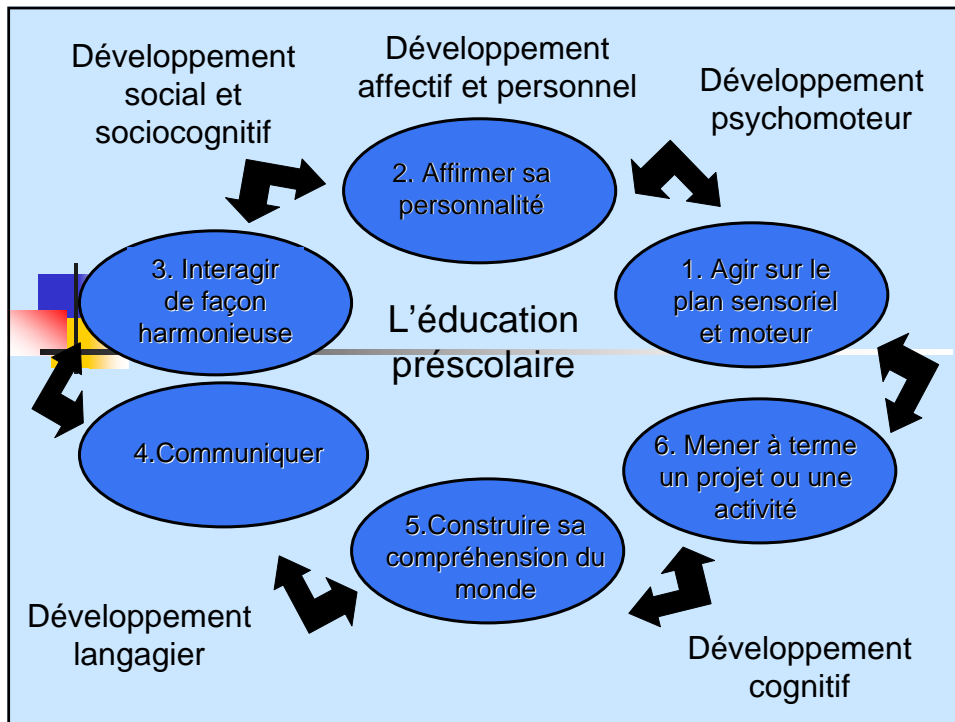 Développement
social et
sociocognitif
Développement
affectif et personnel
Développement
psychomoteur
2. Affirmer sa
personnalité
3. Interagir
de façon
harmonieuse
1. Agir sur le
plan sensoriel
et moteur
L’éducation
préscolaire
4.Communiquer
6. Mener à terme
un projet ou une
activité
5.Construire sa
compréhension du
monde
Développement
langagier
Développement
cognitif